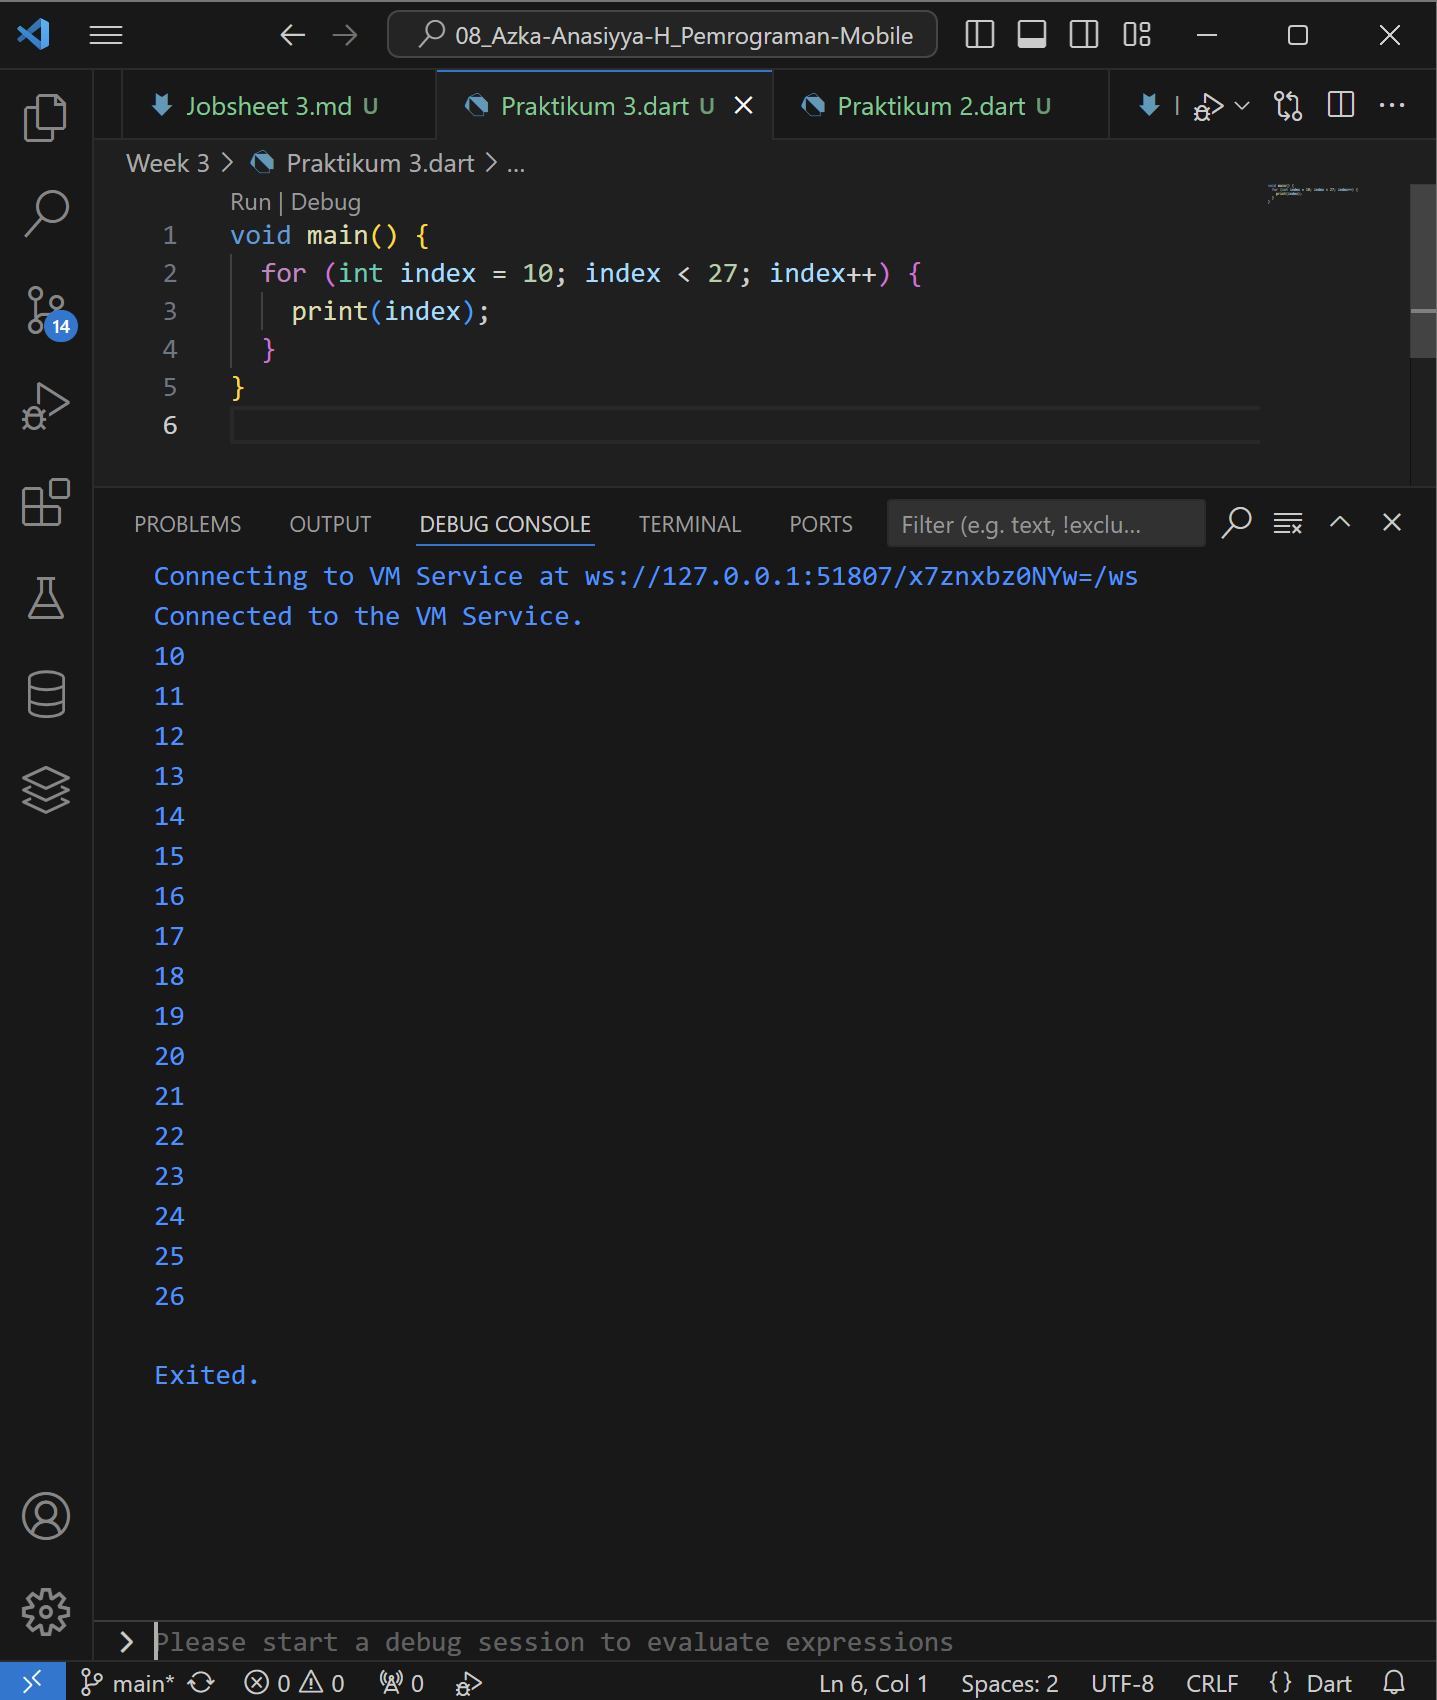 08_Azka-Anasiyya-H_Pemrograman-Mobile
Jobsheet 3.md U
Praktikum 3.dart U
Praktikum 2.dart U
Week 3 > Praktikum 3.dart > ...
Run | Debug
1 void main() {
2 for (int index = 10; index < 27; index++) {
3 print(index);
4 }
5 }
6
14
PROBLEMS OUTPUT DEBUG CONSOLE TERMINAL PORTS Filter (e.g. text, !exclu...
Connecting to VM Service at ws://127.0.0.1:51807/x7znxbz0NYw=/ws
Connected to the VM Service.
10
11
12
13
14
15
16
17
18
19
20
21
22
23
24
25
26
Exited.
> Please start a debug session to evaluate expressions
main* 0 0 0 Ln 6, Col 1 Spaces: 2 UTF-8 CRLF {} Dart